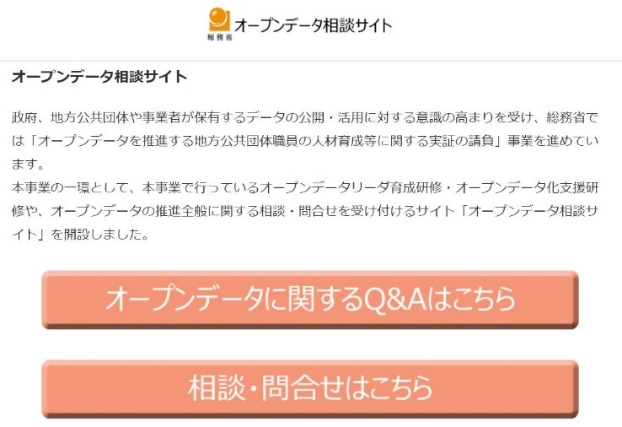 総務省 オープンデータ相談サイト
オープンデータ相談サイト
政府、地方公共団体や事業者が保有するデータの公開・活用に対する意識の高まりを受け、総務省で
は「オープンデータを推進する地方公共団体職員の人材育成等に関する実証の請負」事業を進めてい
ます。
本事業の一環として、本事業で行っているオープンデータリーダ育成研修・オープンデータ化支援研
修や、オープンデータの推進全般に関する相談・問合せを受け付けるサイト「オープンデータ相談サ
イト」を開設しました。
オープンデータに関するQ&Aはこちら
相談・問合せはこちら